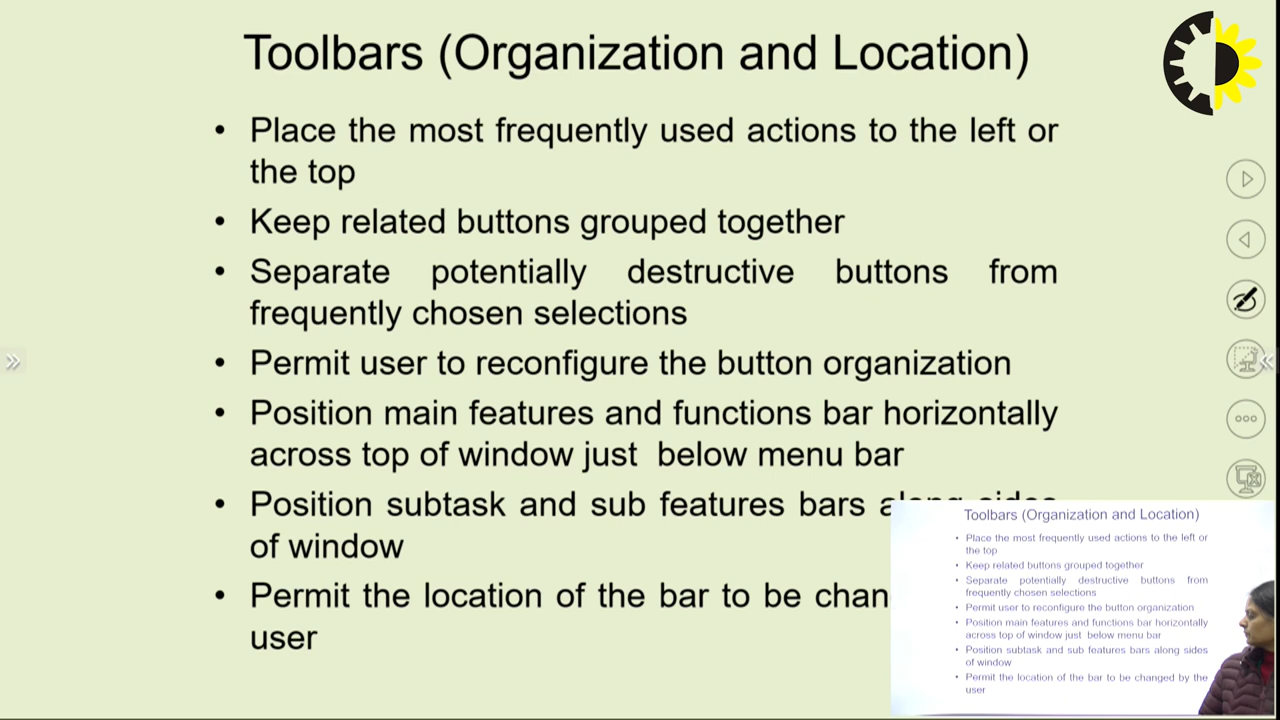 Toolbars (Organization and Location)
• Place the most frequently used actions to the left or
the top
• Keep related buttons grouped together
• Separate potentially destructive buttons from
frequently chosen selections
• Permit user to reconfigure the button organization
• Position main features and functions bar horizontally
across top of window just below menu bar
• Position subtask and sub features bars along sides
of window
• Permit the location of the bar to be chan
user
Toolbars (Organization and Location)
• Place the most frequently used actions to the left or
the top
• Keep related buttons grouped together
• Separate potentially destructive buttons from
frequently chosen selections
• Permit user to reconfigure the button organization
• Position main features and functions bar horizontally
across top of window just below menu bar
• Position subtask and sub features bars along sides
of window
• Permit the location of the bar to be changed by the
user